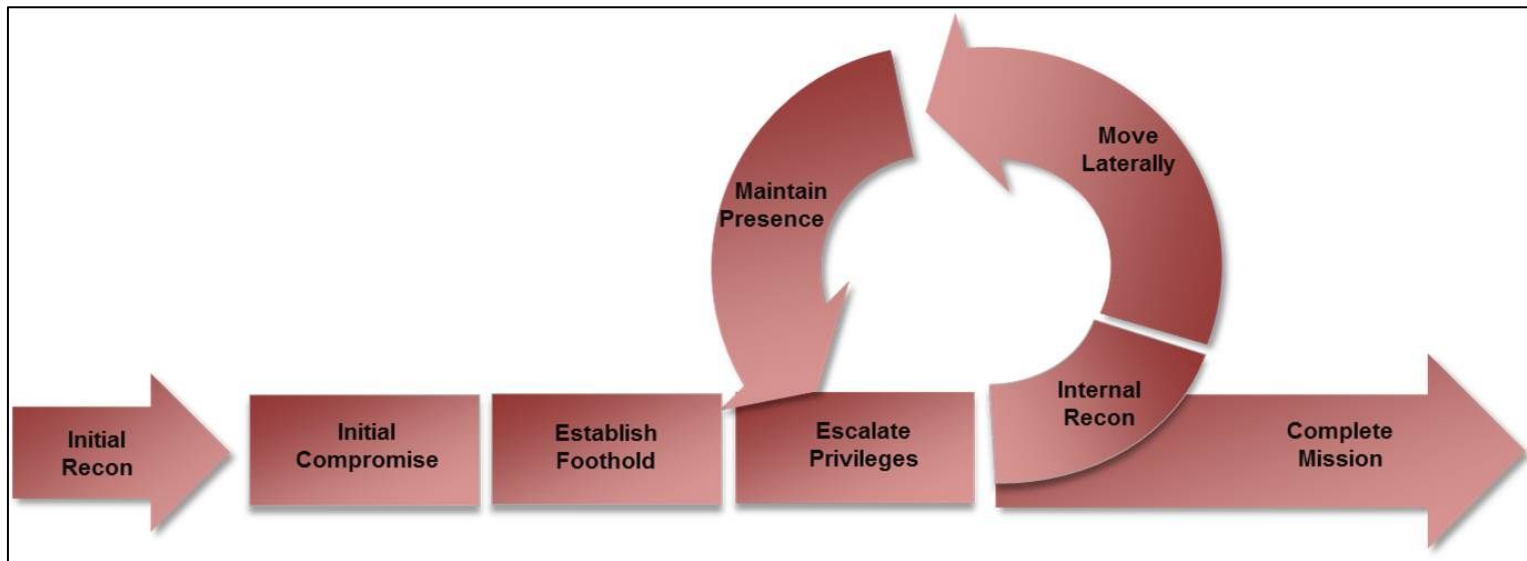 Initial
Recon
Initial
Compromise
Establish
Foothold
Escalate
Privileges
Internal
Recon
Move
Laterally
Maintain
Presence
Complete
Mission